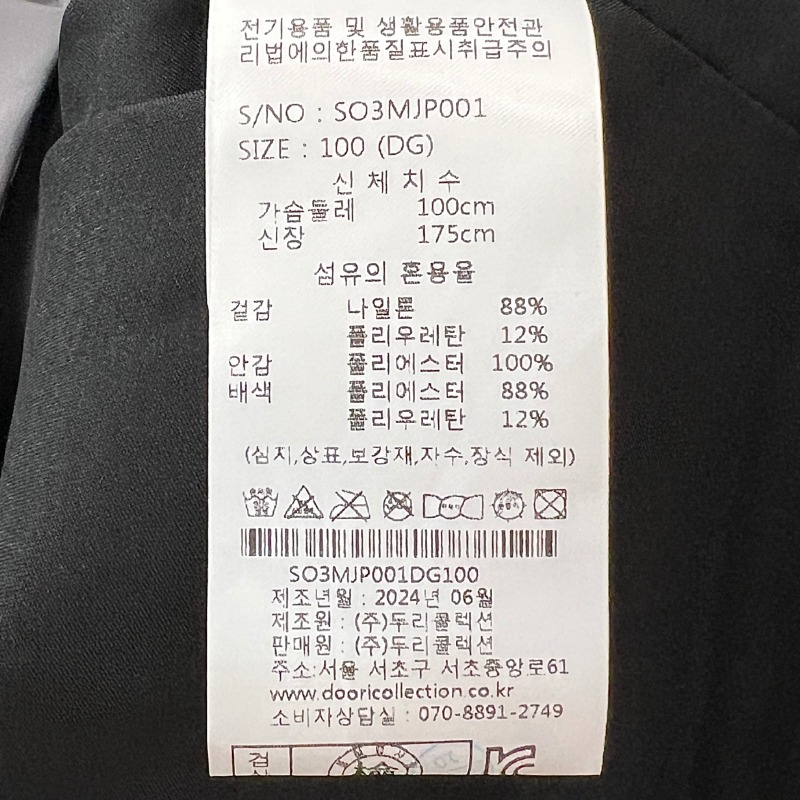 전기용품 및 생활용품안전관
리법에의한품질표시취급주의
S/NO : SO3MJP001
SIZE : 100 (DG)
신 체 치 수
가슴둘레 100cm
신장 175cm
섬유의 혼용율
겉감 나일론 88%
폴리우레탄 12%
안감 폴리에스터 100%
배색 폴리에스터 88%
폴리우레탄 12%
(심지,상표,보강재,자수,장식 제외)
SO3MJP001DG100
제조년월 : 2024년 06월
제조원 : (주)두리콜렉션
판매원 : (주)두리콜렉션
주소:서울 서초구 서초중앙로61
www.dooricollection.co.kr
소비자상담실 : 070-8891-2749
검